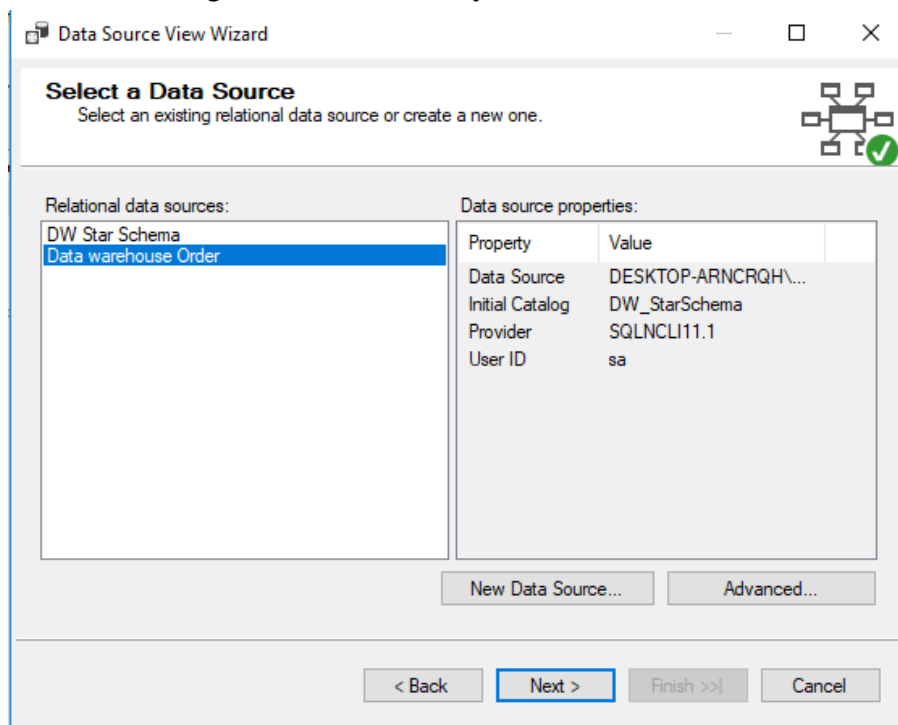 Data Source View Wizard
Select a Data Source
Select an existing relational data source or create a new one.
Relational data sources:
DW Star Schema
Data warehouse Order
Data source properties:
Property Value
Data Source DESKTOP-ARNCRQH\...
Initial Catalog DW_StarSchema
Provider SQLNCLI11.1
User ID sa
New Data Source... Advanced...
< Back Next > Finish >>| Cancel